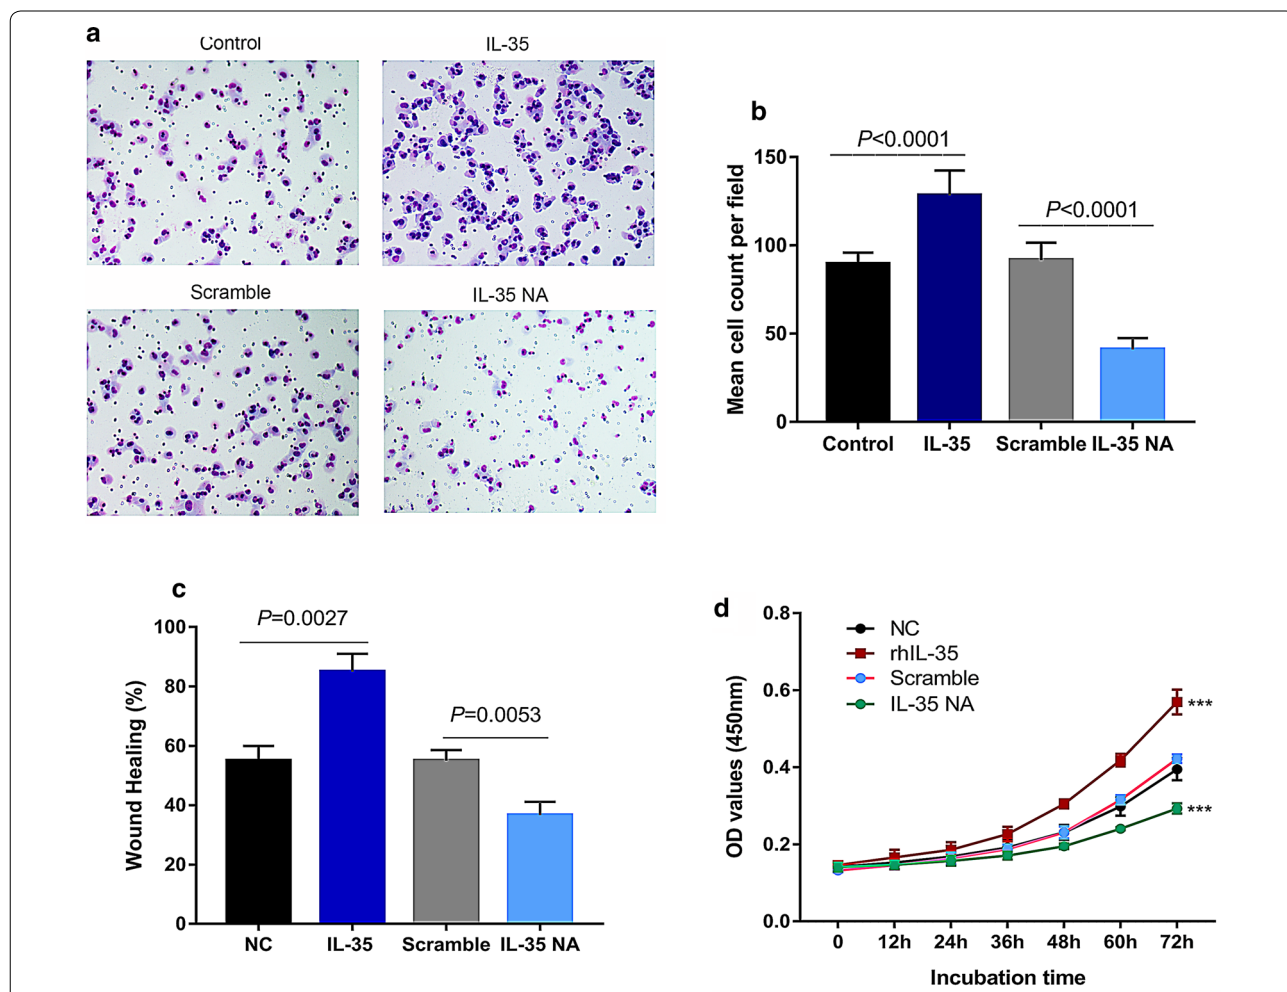 a
Control
IL-35
Scramble
IL-35 NA
b
P<0.0001
P<0.0001
Mean cell count per field
150
100
50
0
Control
IL-35
Scramble
IL-35 NA
c
P=0.0027
P=0.0053
Wound Healing (%)
100
80
60
40
20
0
NC
IL-35
Scramble
IL-35 NA
d
NC
rhIL-35
Scramble
IL-35 NA
OD values (450nm)
0.8
0.6
0.4
0.2
0.0
***
***
0
12h
24h
36h
48h
60h
72h
Incubation time